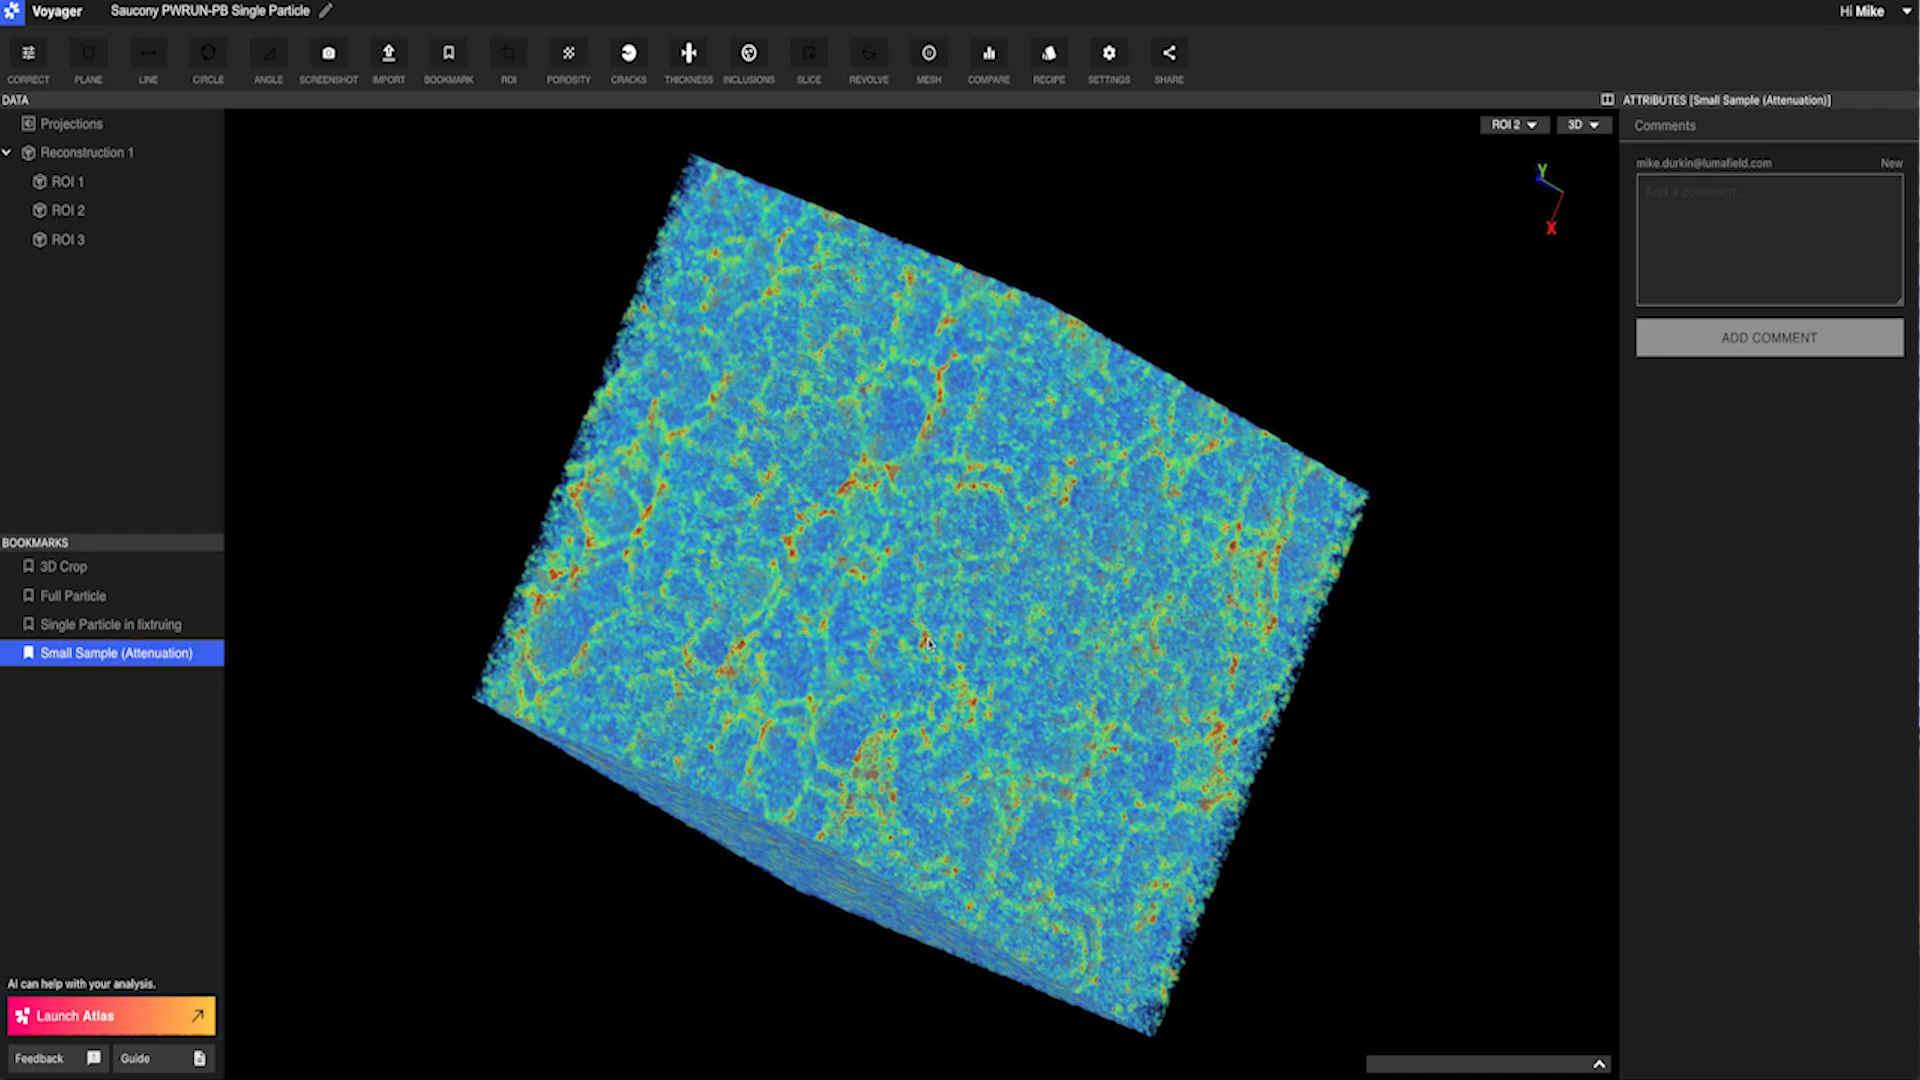 Voyager Saucony PWRUN-PB Single Particle Hi Mike
CORRECT PLANE LINE CIRCLE ANGLE SCREENSHOT IMPORT BOOKMARK ROI POROSITY CRACKS THICKNESS INCLUSIONS SLICE REVOLVE MESH COMPARE RECIPE SETTINGS SHARE
DATA
Projections
Reconstruction 1
ROI 1
ROI 2
ROI 3
BOOKMARKS
3D Crop
Full Particle
Single Particle in fixtruing
Small Sample (Attenuation)
AI can help with your analysis.
Launch Atlas
Feedback Guide
ROI 2 3D
Y
X
ATTRIBUTES [Small Sample (Attenuation)]
Comments
mike.durkin@lumafield.com New
Add a comment...
ADD COMMENT